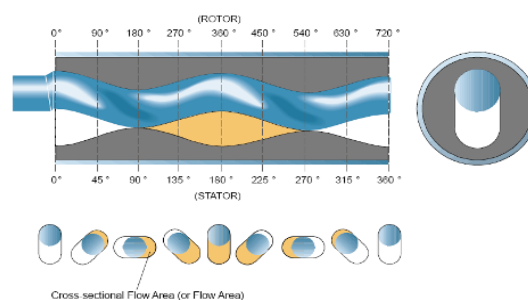 (ROTOR)
0° 90° 180° 270° 360° 450° 540° 630° 720°
0° 45° 90° 135° 180° 225° 270° 315° 360°
(STATOR)
Cross-sectional Flow Area (or Flow Area)